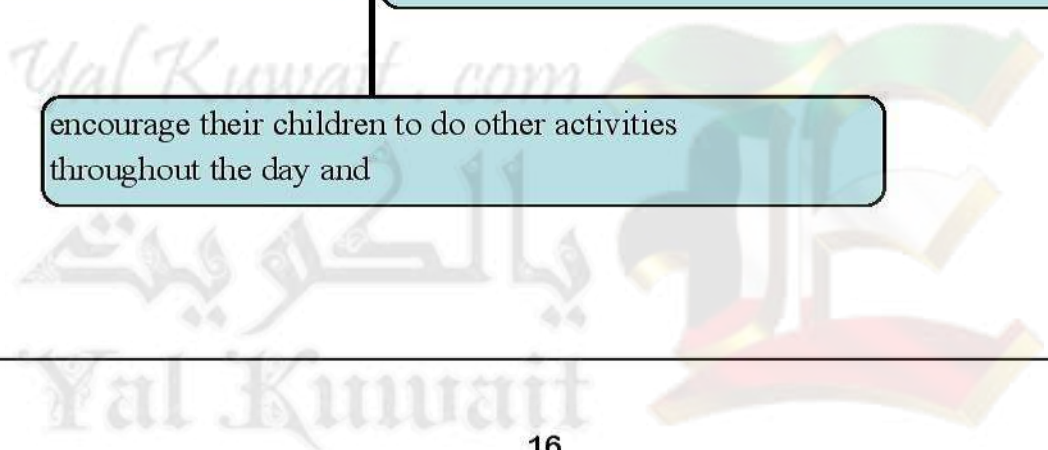 Yal Kuwait . com
encourage their children to do other activities
throughout the day and
يالكويت
Yal Kuwait
16